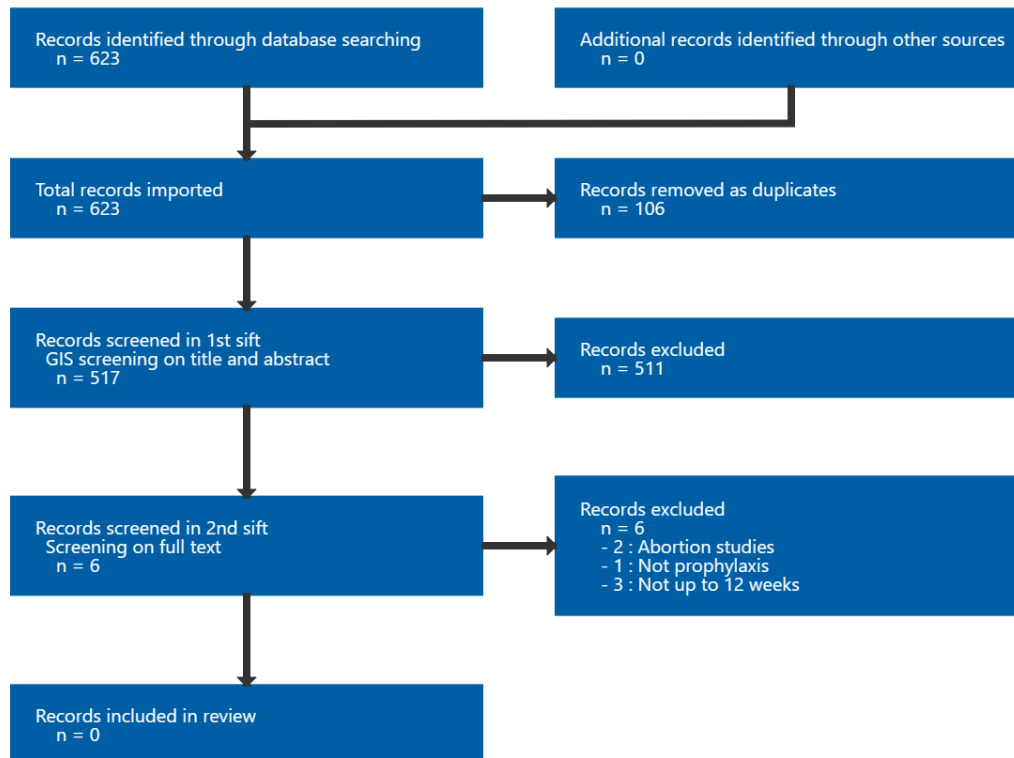 Records identified through database searching
n = 623
Additional records identified through other sources
n = 0
Total records imported
n = 623
Records removed as duplicates
n = 106
Records screened in 1st sift
GIS screening on title and abstract
n = 517
Records excluded
n = 511
Records screened in 2nd sift
Screening on full text
n = 6
Records excluded
n = 6
- 2 : Abortion studies
- 1 : Not prophylaxis
- 3 : Not up to 12 weeks
Records included in review
n = 0